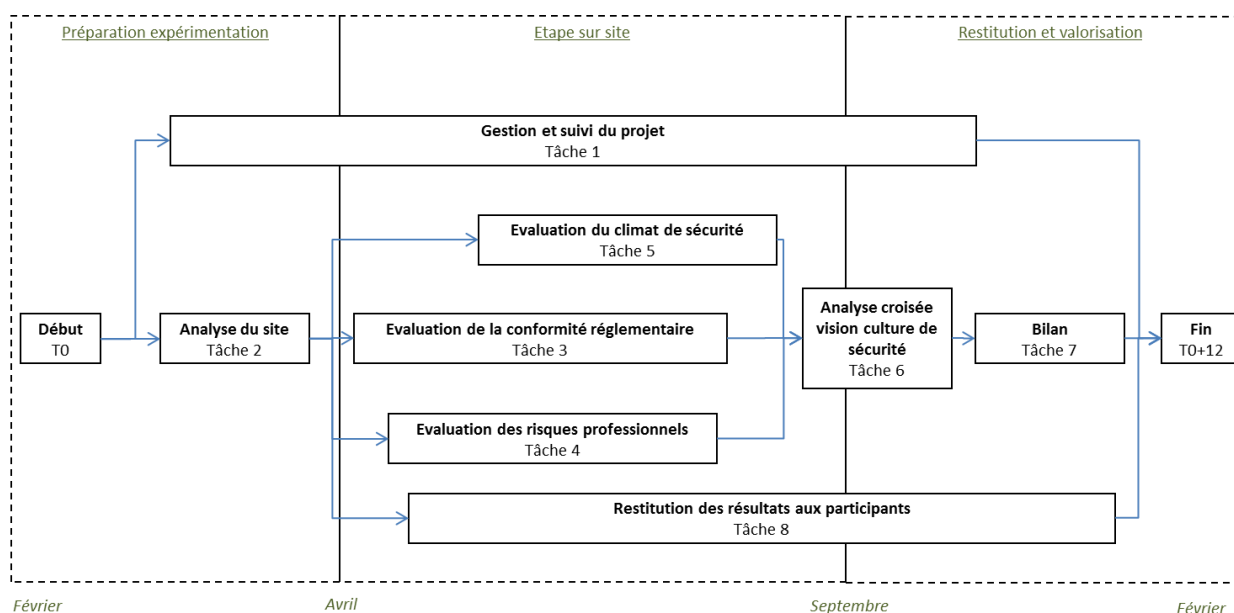 Préparation expérimentation
Etape sur site
Restitution et valorisation
Gestion et suivi du projet
Tâche 1
Evaluation du climat de sécurité
Tâche 5
Début
T0
Analyse du site
Tâche 2
Evaluation de la conformité réglementaire
Tâche 3
Analyse croisée
vision culture de
sécurité
Tâche 6
Bilan
Tâche 7
Fin
T0+12
Evaluation des risques professionnels
Tâche 4
Restitution des résultats aux participants
Tâche 8
Février
Avril
Septembre
Février